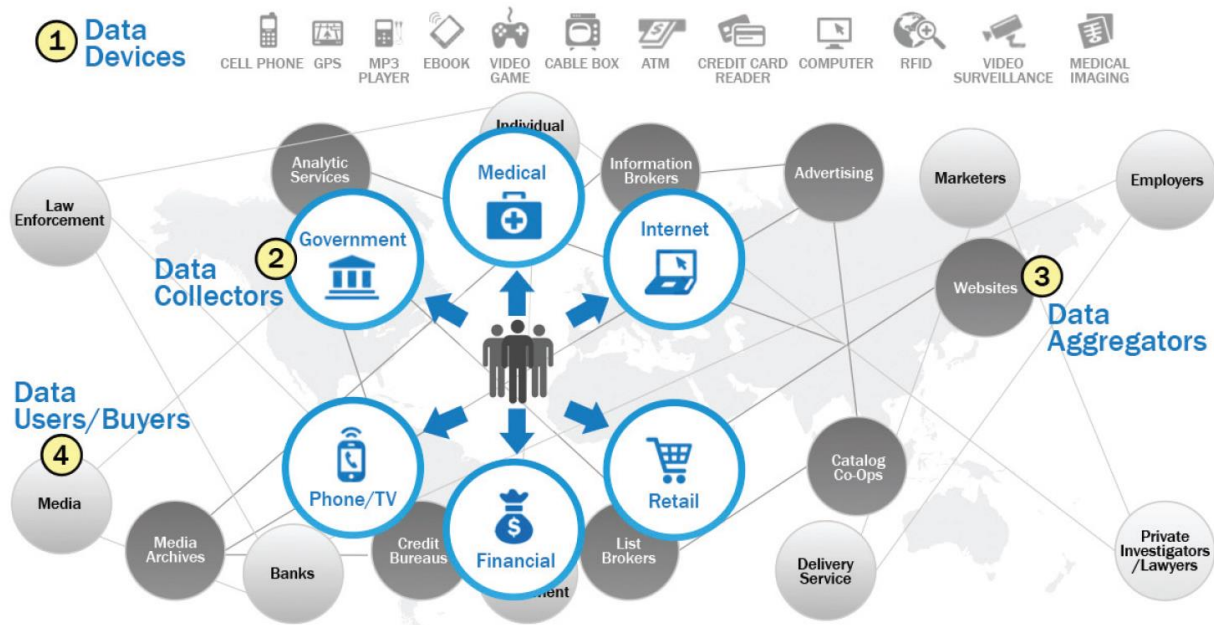 1 Data
Devices
CELL PHONE
GPS
MP3
PLAYER
EBOOK
VIDEO
GAME
CABLE BOX
ATM
CREDIT CARD
READER
COMPUTER
RFID
VIDEO
SURVEILLANCE
MEDICAL
IMAGING
Individual
Analytic
Services
Medical
Information
Brokers
Advertising
Marketers
Employers
Law
Enforcement
Government
Internet
2
Data
Collectors
Websites
3
Data
Aggregators
Data
Users/Buyers
4
Media
Phone/TV
Retail
Catalog
Co-Ops
Media
Archives
Banks
Credit
Bureaus
$
Financial
List
Brokers
Delivery
Service
Private
Investigators
/Lawyers